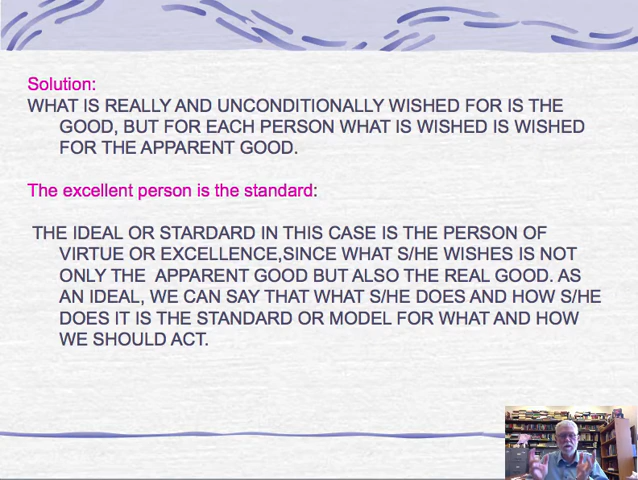 Solution:
WHAT IS REALLY AND UNCONDITIONALLY WISHED FOR IS THE
GOOD, BUT FOR EACH PERSON WHAT IS WISHED IS WISHED
FOR THE APPARENT GOOD.
The excellent person is the standard:
THE IDEAL OR STARDARD IN THIS CASE IS THE PERSON OF
VIRTUE OR EXCELLENCE,SINCE WHAT S/HE WISHES IS NOT
ONLY THE APPARENT GOOD BUT ALSO THE REAL GOOD. AS
AN IDEAL, WE CAN SAY THAT WHAT S/HE DOES AND HOW S/HE
DOES IT IS THE STANDARD OR MODEL FOR WHAT AND HOW
WE SHOULD ACT.